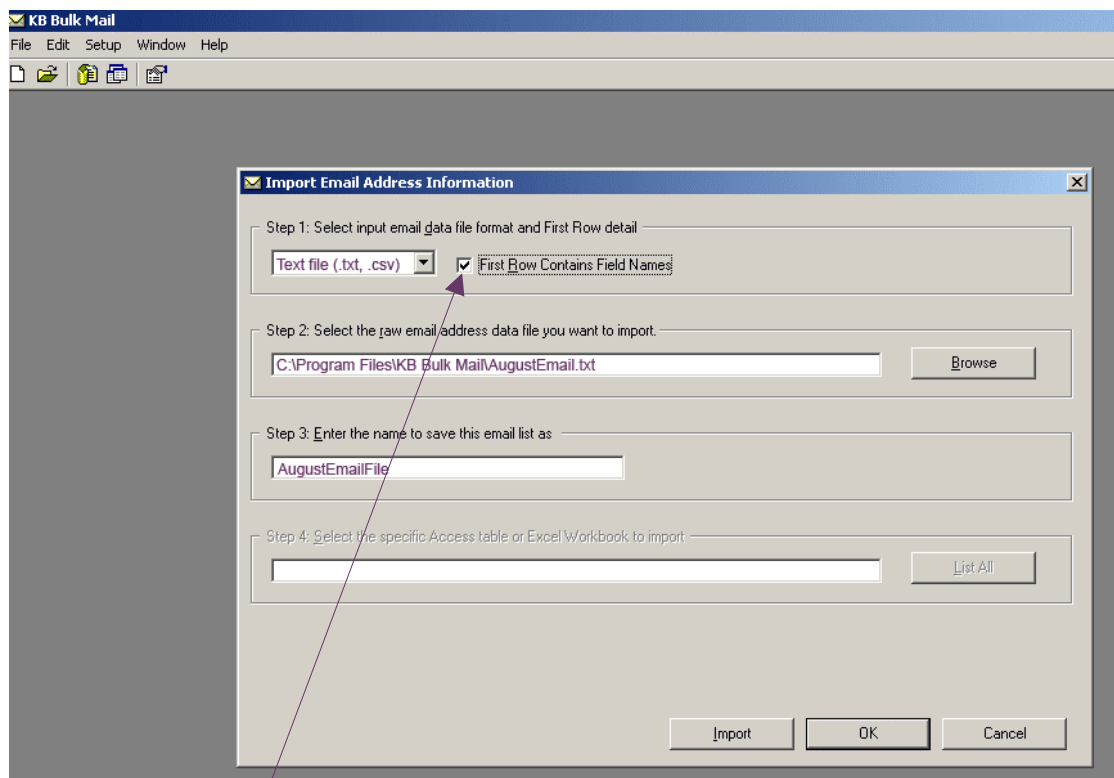 KB Bulk Mail
File Edit Setup Window Help
Import Email Address Information
Step 1: Select input email data file format and First Row detail
Text file (.txt, .csv) First Row Contains Field Names
Step 2: Select the raw email address data file you want to import.
C:\Program Files\KB Bulk Mail\AugustEmail.txt Browse
Step 3: Enter the name to save this email list as
AugustEmailFile
Step 4: Select the specific Access table or Excel Workbook to import
List All
Import OK Cancel